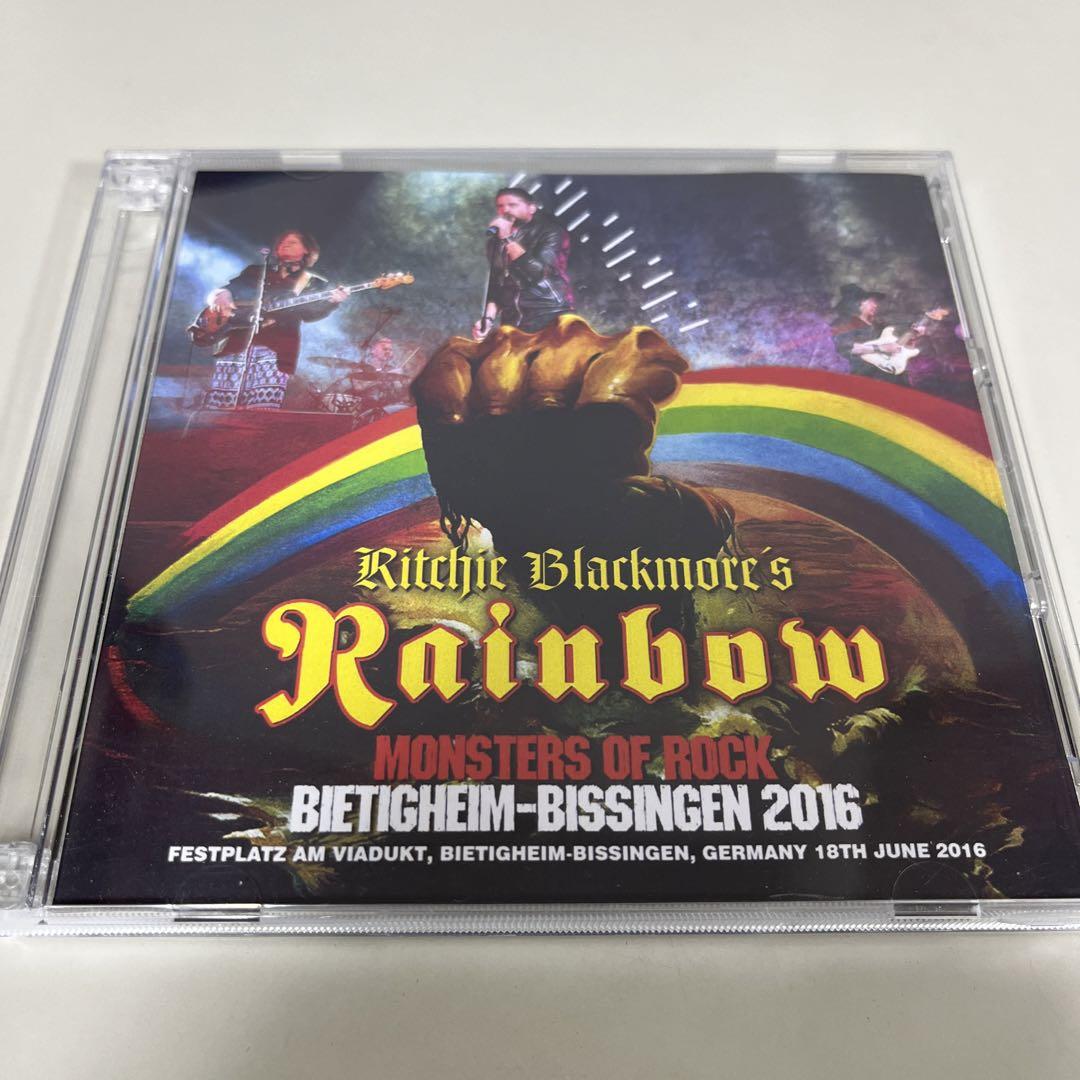 Ritchie Blackmore's
Rainbow
MONSTERS OF ROCK
BIETIGHEIM-BISSINGEN 2016
FESTPLATZ AM VIADUKT, BIETIGHEIM-BISSINGEN, GERMANY 18TH JUNE 2016